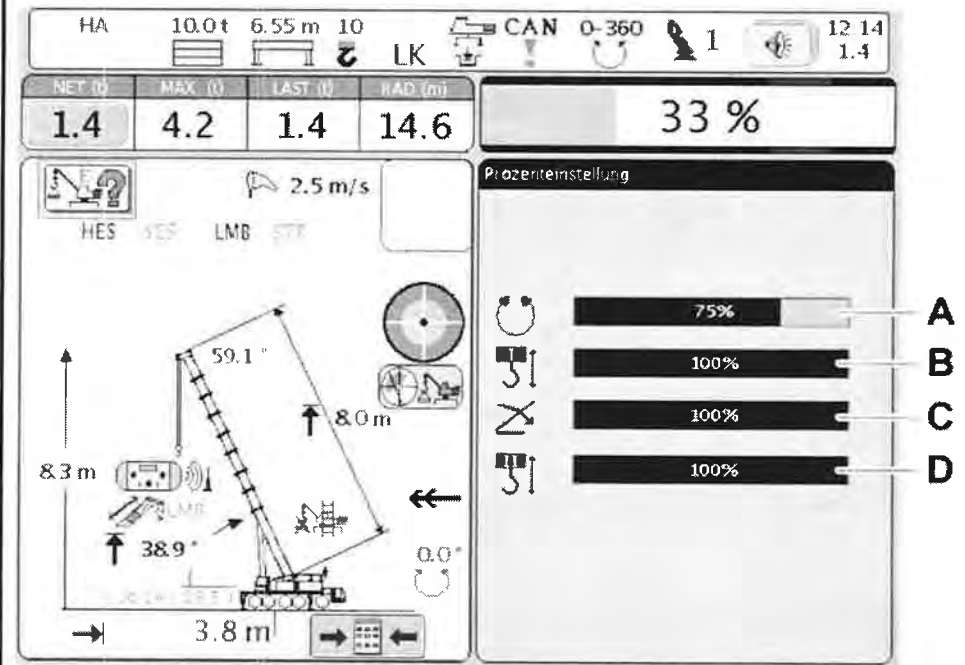 HA 10.0 t 6.55 m 10 LK CAN 0-360 1 12 14
1.4
NET (t) MAX (t) LAST (t) RAD (m)
1.4 4.2 1.4 14.6
33 %
Prozenteinstellung
2.5 m/s
HES LMB
59.1 °
8.0 m
8.3 m
LMB
38.9 °
0.0 °
3.8 m
75% A
I 100% B
100% C
II 100% D